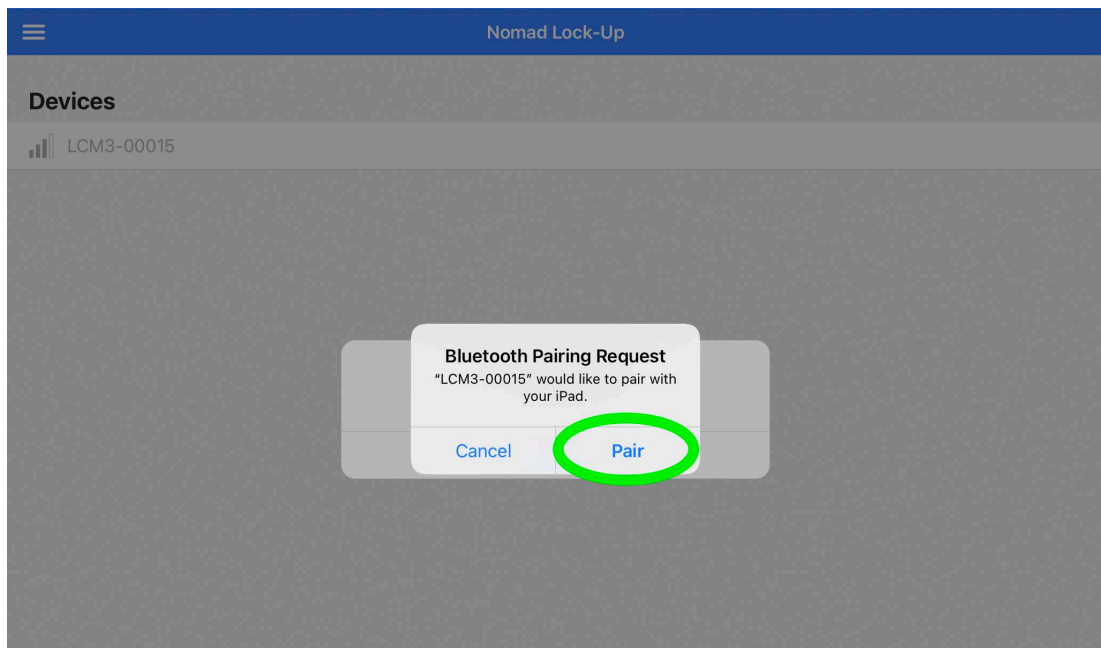 Nomad Lock-Up
Devices
LCM3-00015
Bluetooth Pairing Request
“LCM3-00015” would like to pair with
your iPad.
Cancel
Pair